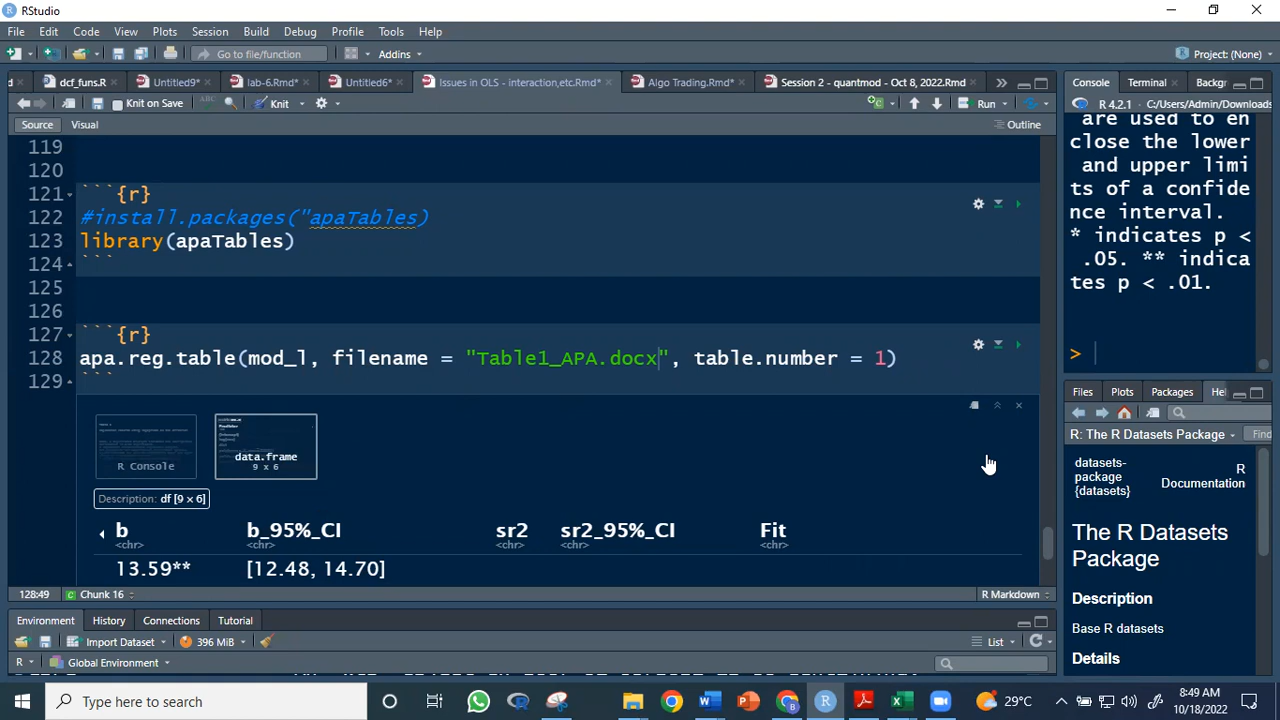 RStudio
File Edit Code View Plots Session Build Debug Profile Tools Help
Go to file/function Addins Project: (None)
dcf_funs.R Untitled9* lab-6.Rmd* Untitled6* Issues in OLS - interaction,etc.Rmd* Algo Trading.Rmd* Session 2 - quantmod - Oct 8, 2022.Rmd
Knit on Save ABC Knit Run
Source Visual Outline
119
120
121 ```{r}
122 #install.packages("apaTables)
123 library(apaTables)
124 ```
125
126
127 ```{r}
128 apa.reg.table(mod_l, filename = "Table1_APA.docx", table.number = 1)
129 ```
R Console
data.frame
9 x 6
Description: df [9 × 6]
b b_95%_CI sr2 sr2_95%_CI Fit
<chr> <chr> <chr> <chr> <chr>
13.59** [12.48, 14.70]
128:49 Chunk 16 R Markdown
Environment History Connections Tutorial
Import Dataset 396 MiB List
R Global Environment
Console Terminal Backgr
R 4.2.1 · C:/Users/Admin/Downloads
are used to en
close the lower
and upper limi
ts of a confide
nce interval.
* indicates p <
.05. ** indica
tes p < .01.
>
Files Plots Packages Hel
R: The R Datasets Package Find
datasets-
package
{datasets}
R
Documentation
The R Datasets
Package
Description
Base R datasets
Details
Type here to search
29°C
8:49 AM
10/18/2022